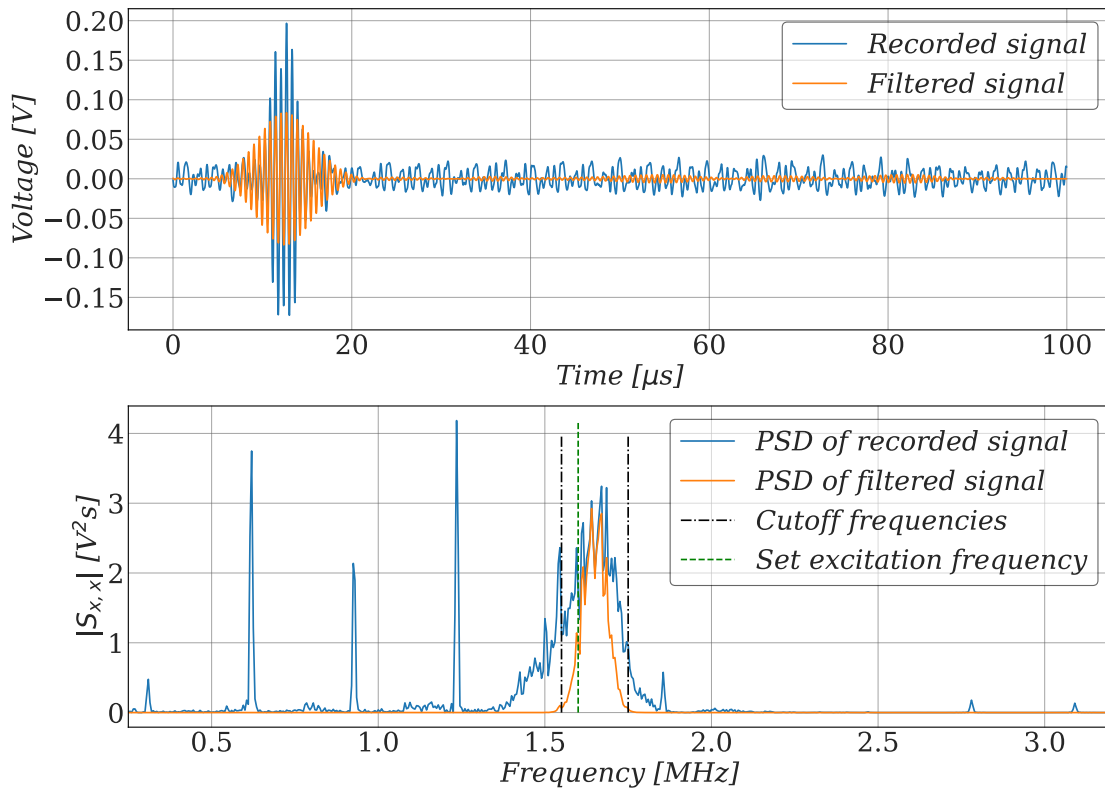 0.20
0.15
0.10
0.05
0.00
−0.05
−0.10
−0.15
Voltage [V]
Recorded signal
Filtered signal
0 20 40 60 80 100
Time [µs]
4
3
2
1
0
|Sx, x| [V²s]
PSD of recorded signal
PSD of filtered signal
Cutoff frequencies
Set excitation frequency
0.5 1.0 1.5 2.0 2.5 3.0
Frequency [MHz]